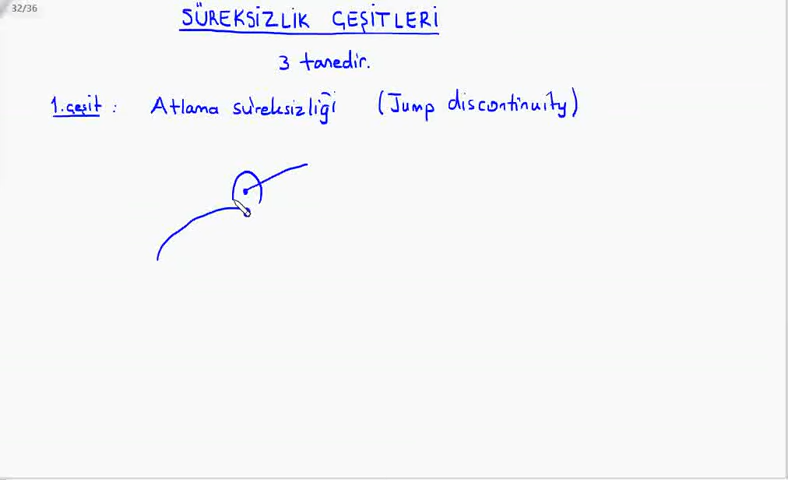 32/36
SÜREKSİZLİK ÇEŞİTLERİ
3 tanedir.
1.çeşit : Atlama süreksizliği (Jump discontinuity)